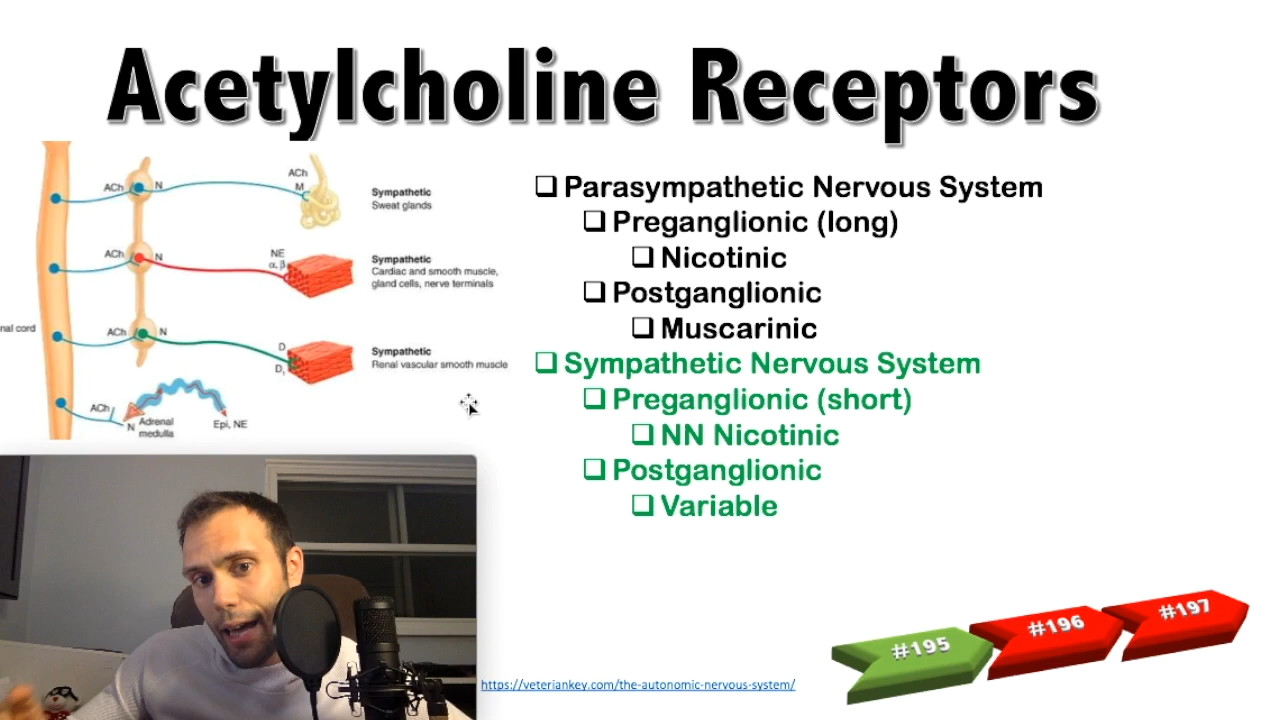 Acetylcholine Receptors
ACh
N
ACh
M
Sympathetic
Sweat glands
ACh
N
NE
α, β
Sympathetic
Cardiac and smooth muscle,
gland cells, nerve terminals
nal cord
ACh
N
D
D₁
Sympathetic
Renal vascular smooth muscle
ACh
N
Adrenal
medulla
Epi, NE
Parasympathetic Nervous System
Preganglionic (long)
Nicotinic
Postganglionic
Muscarinic
Sympathetic Nervous System
Preganglionic (short)
NN Nicotinic
Postganglionic
Variable
#195
#196
#197
https://veteriankey.com/the-autonomic-nervous-system/